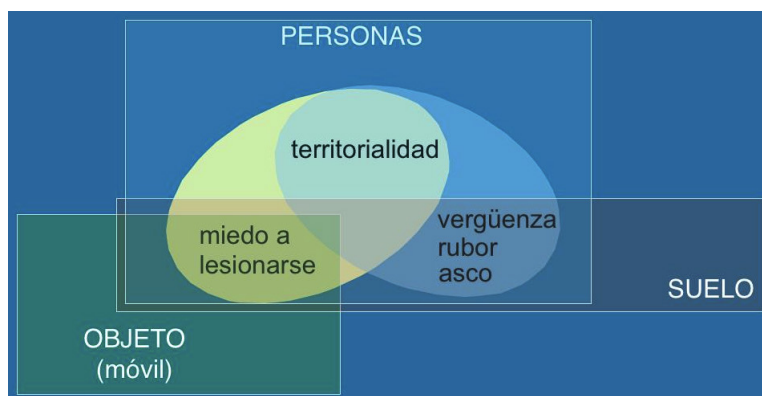 PERSONAS
territorialidad
miedo a
lesionarse
vergüenza
rubor
asco
SUELO
OBJETO
(móvil)